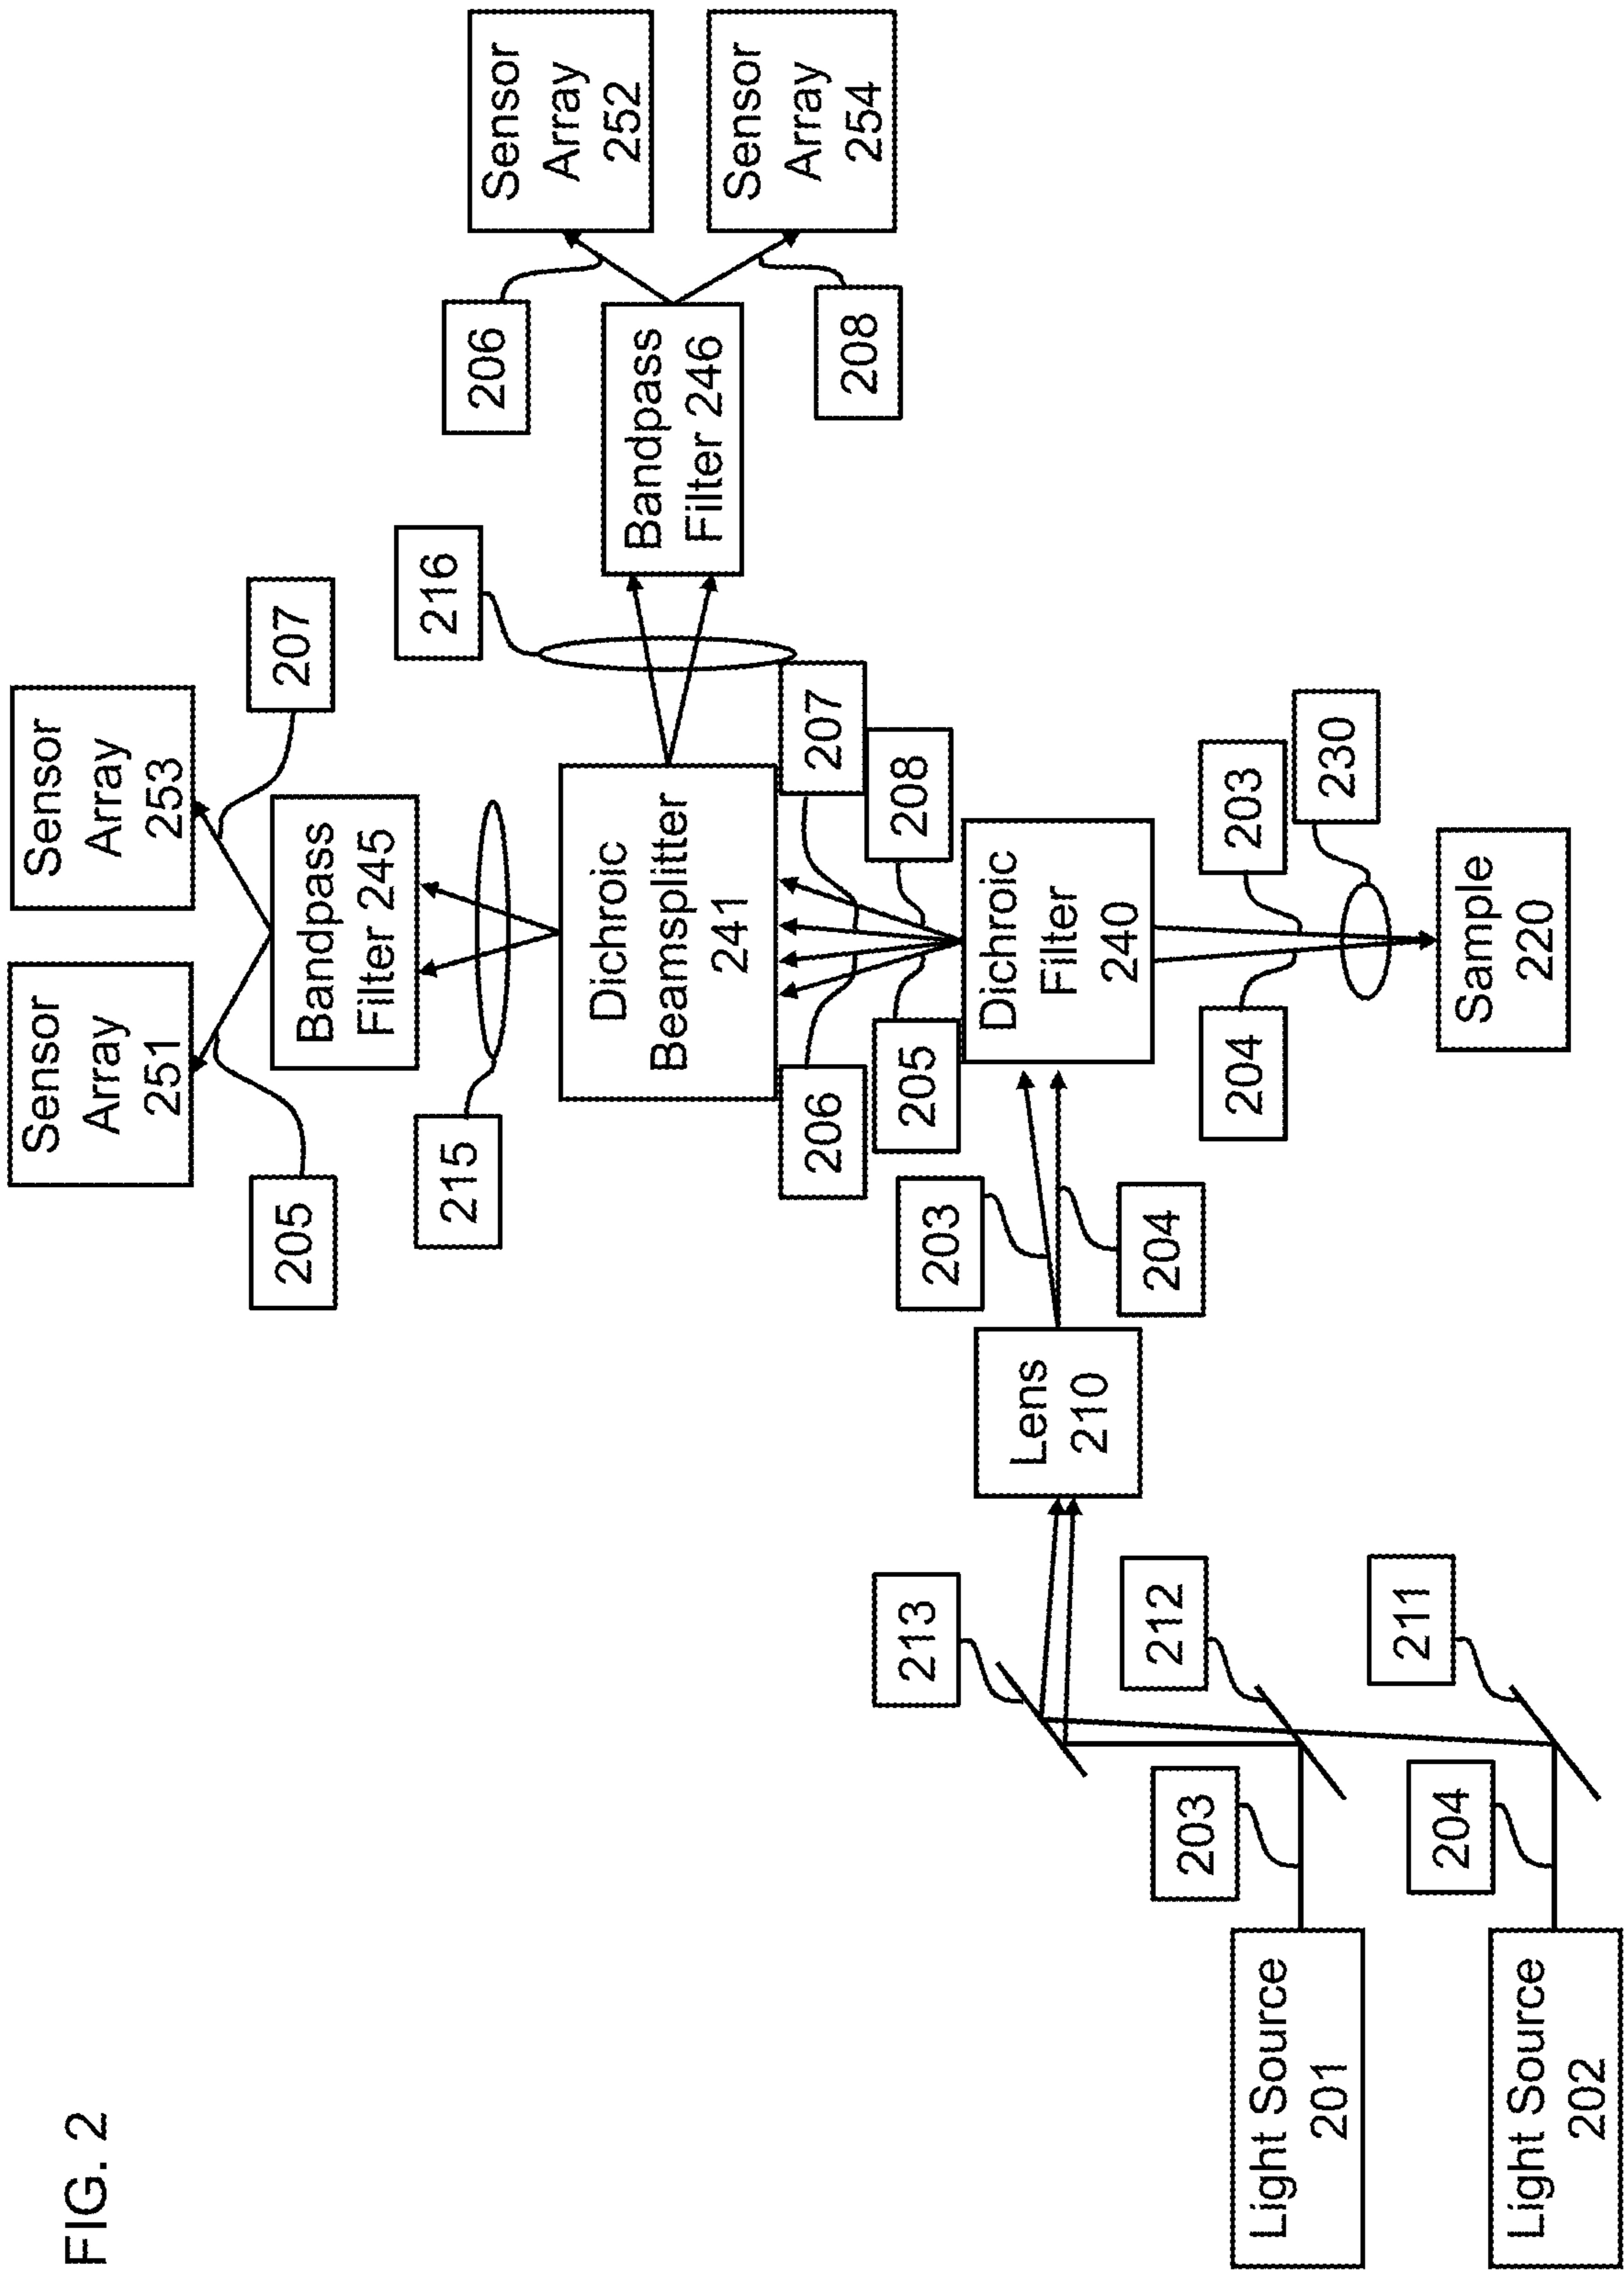 FIG. 2
Sensor
Array
251
Sensor
Array
253
205
207
Bandpass
Filter 245
215
216
Dichroic
Beamsplitter
241
Bandpass
Filter 246
206
208
Sensor
Array
252
Sensor
Array
254
206
207
205
208
Dichroic
Filter
240
213
203
204
Lens
210
212
211
203
204
204
203
230
Sample
220
Light Source
201
Light Source
202